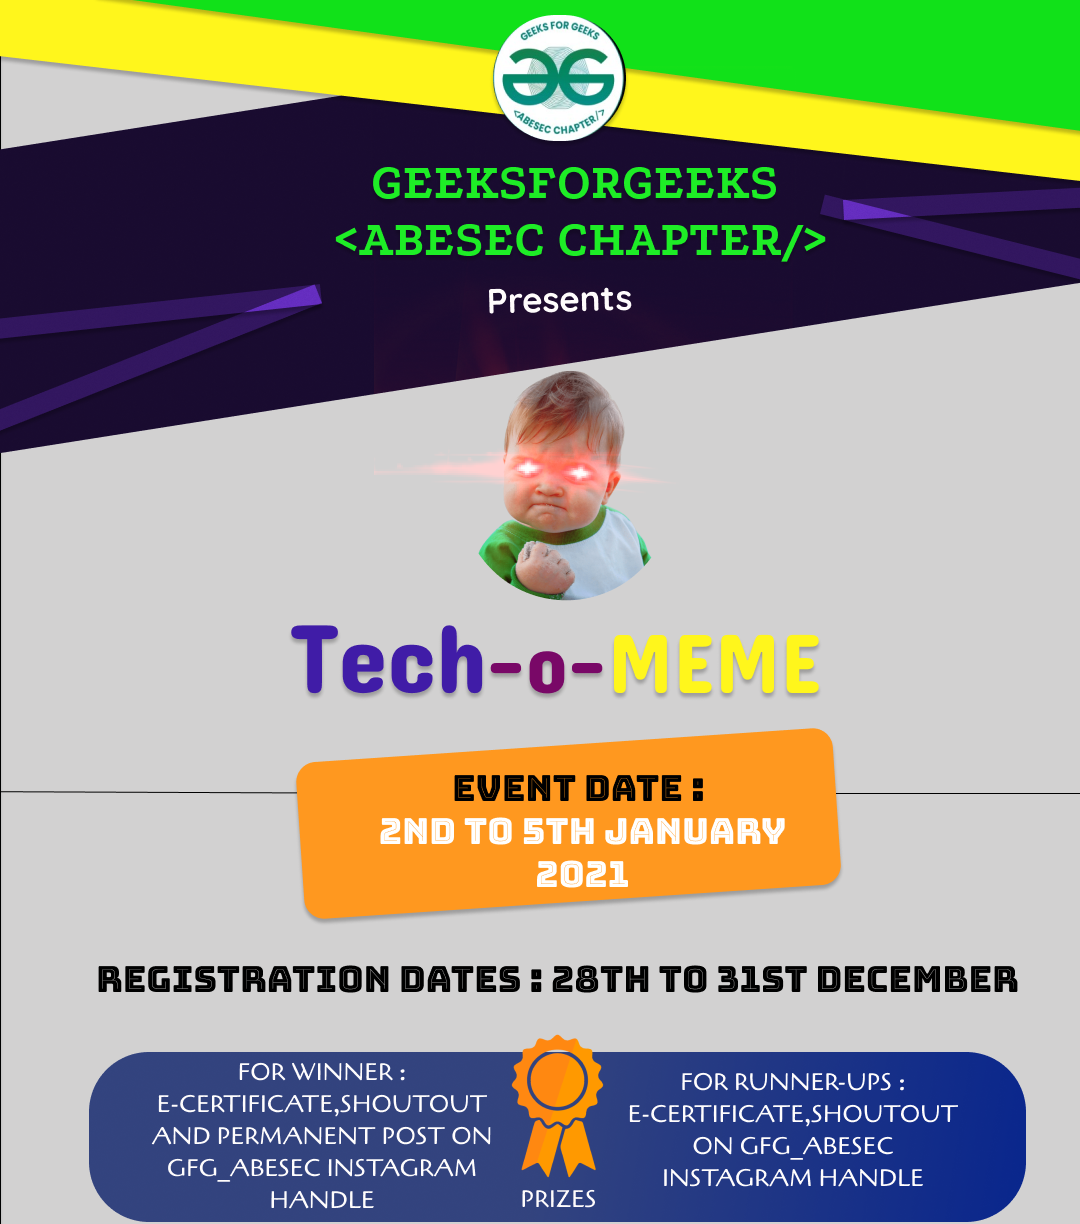 GEEKS FOR GEEKS
<ABESEC CHAPTER/>
GEEKSFORGEEKS
<ABESEC CHAPTER/>
Presents
Tech-o-MEME
EVENT DATE :
2ND TO 5TH JANUARY
2021
REGISTRATION DATES : 28TH TO 31ST DECEMBER
FOR WINNER :
E-CERTIFICATE,SHOUTOUT
AND PERMANENT POST ON
GFG_ABESEC INSTAGRAM
HANDLE
PRIZES
FOR RUNNER-UPS :
E-CERTIFICATE,SHOUTOUT
ON GFG_ABESEC
INSTAGRAM HANDLE